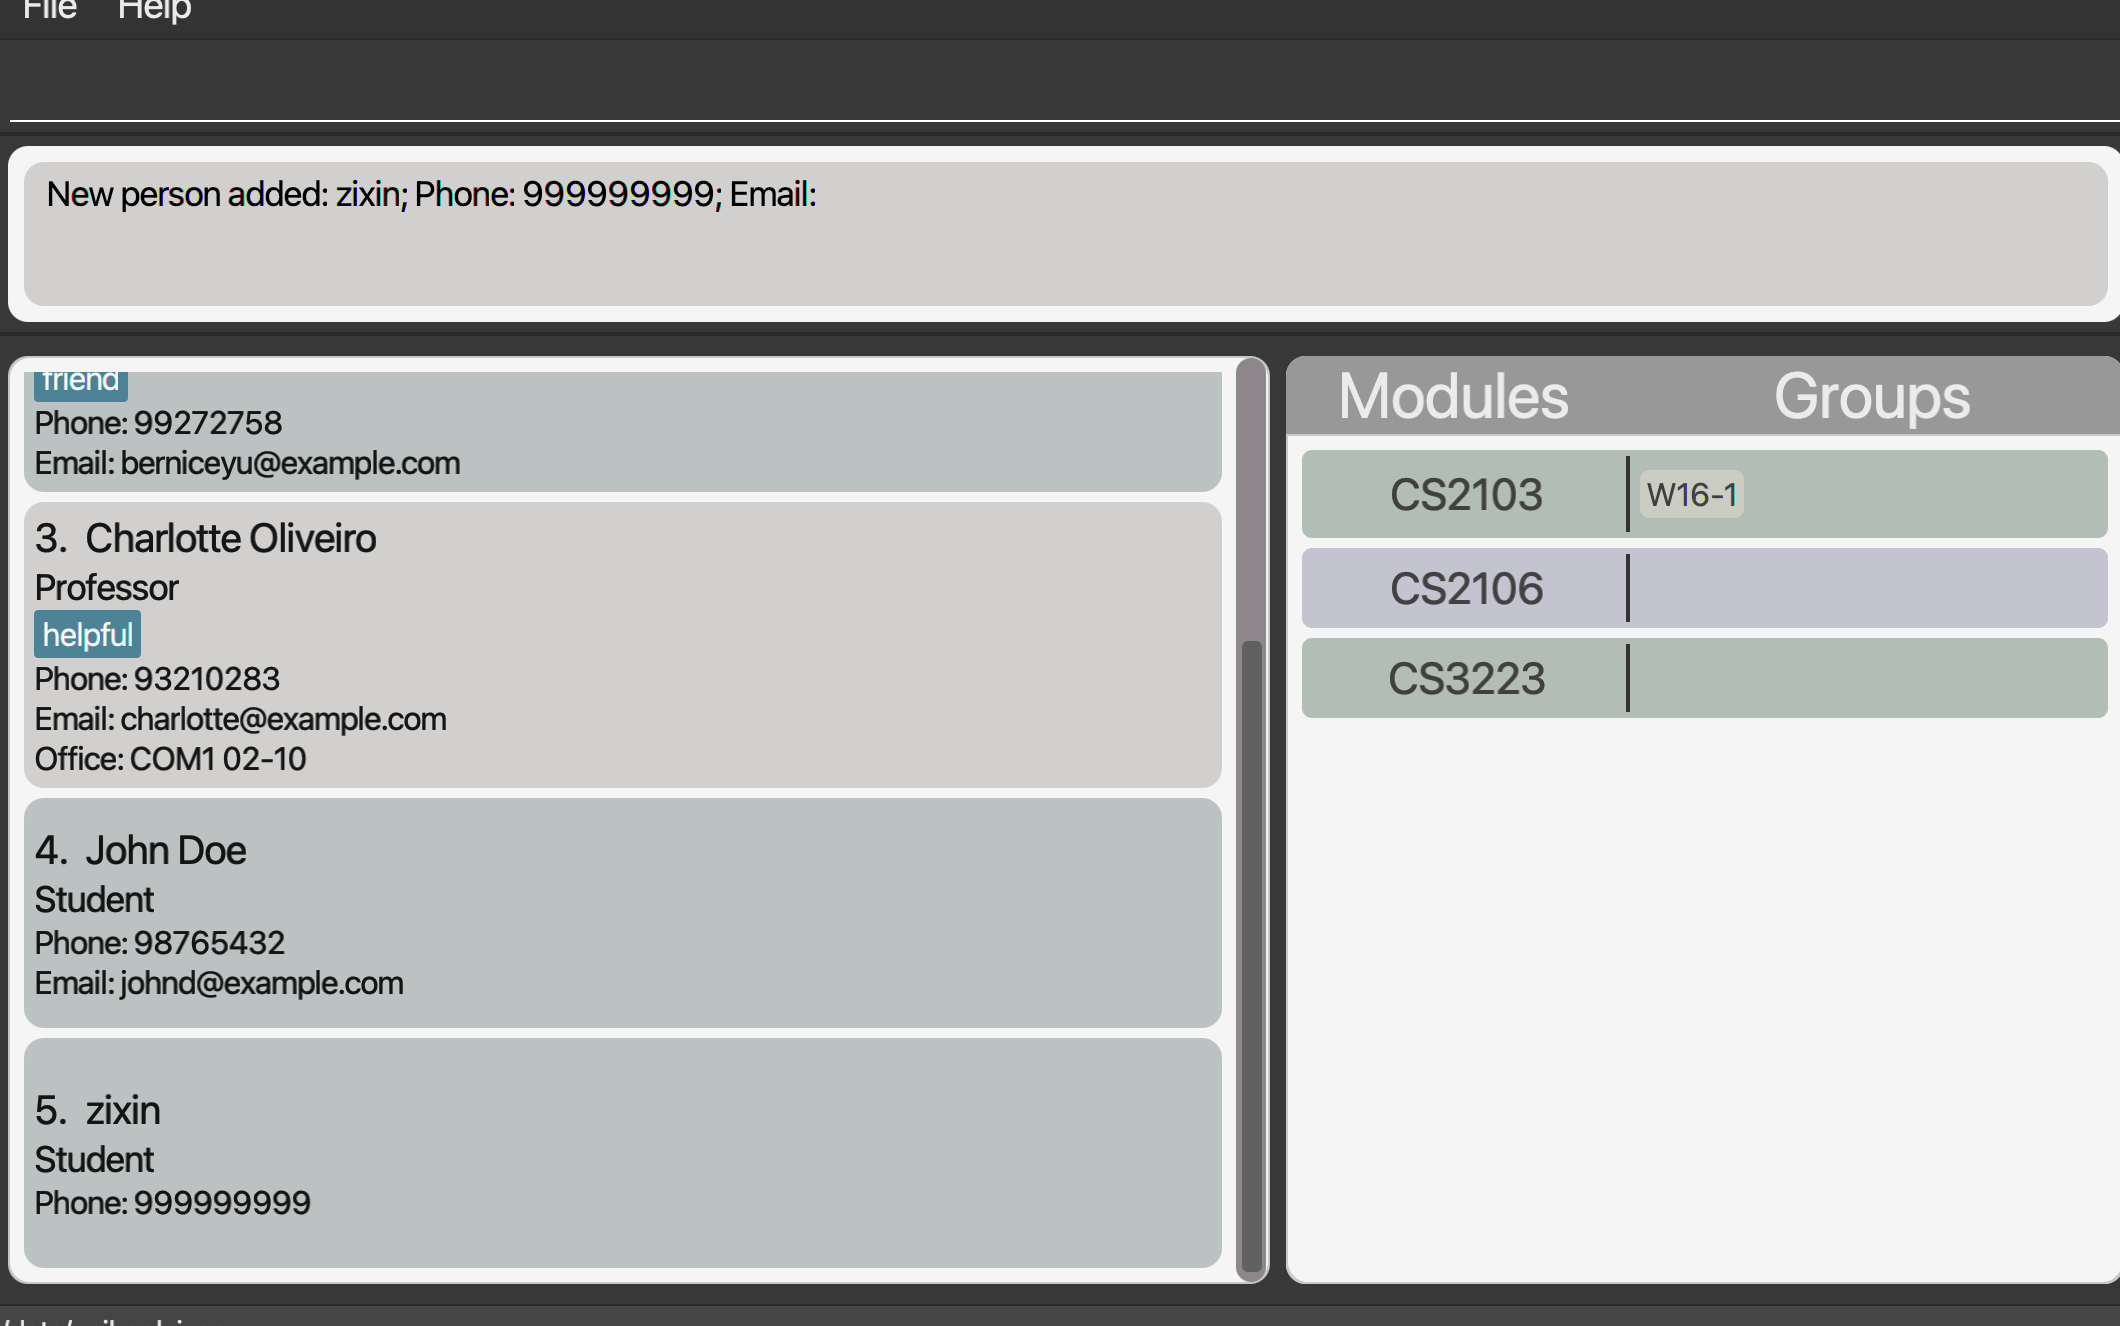 File Help
New person added: zixin; Phone: 999999999; Email:
friend
Phone: 99272758
Email: berniceyu@example.com
3. Charlotte Oliveiro
Professor
helpful
Phone: 93210283
Email: charlotte@example.com
Office: COM1 02-10
4. John Doe
Student
Phone: 98765432
Email: johnd@example.com
5. zixin
Student
Phone: 999999999
Modules Groups
CS2103 W16-1
CS2106
CS3223